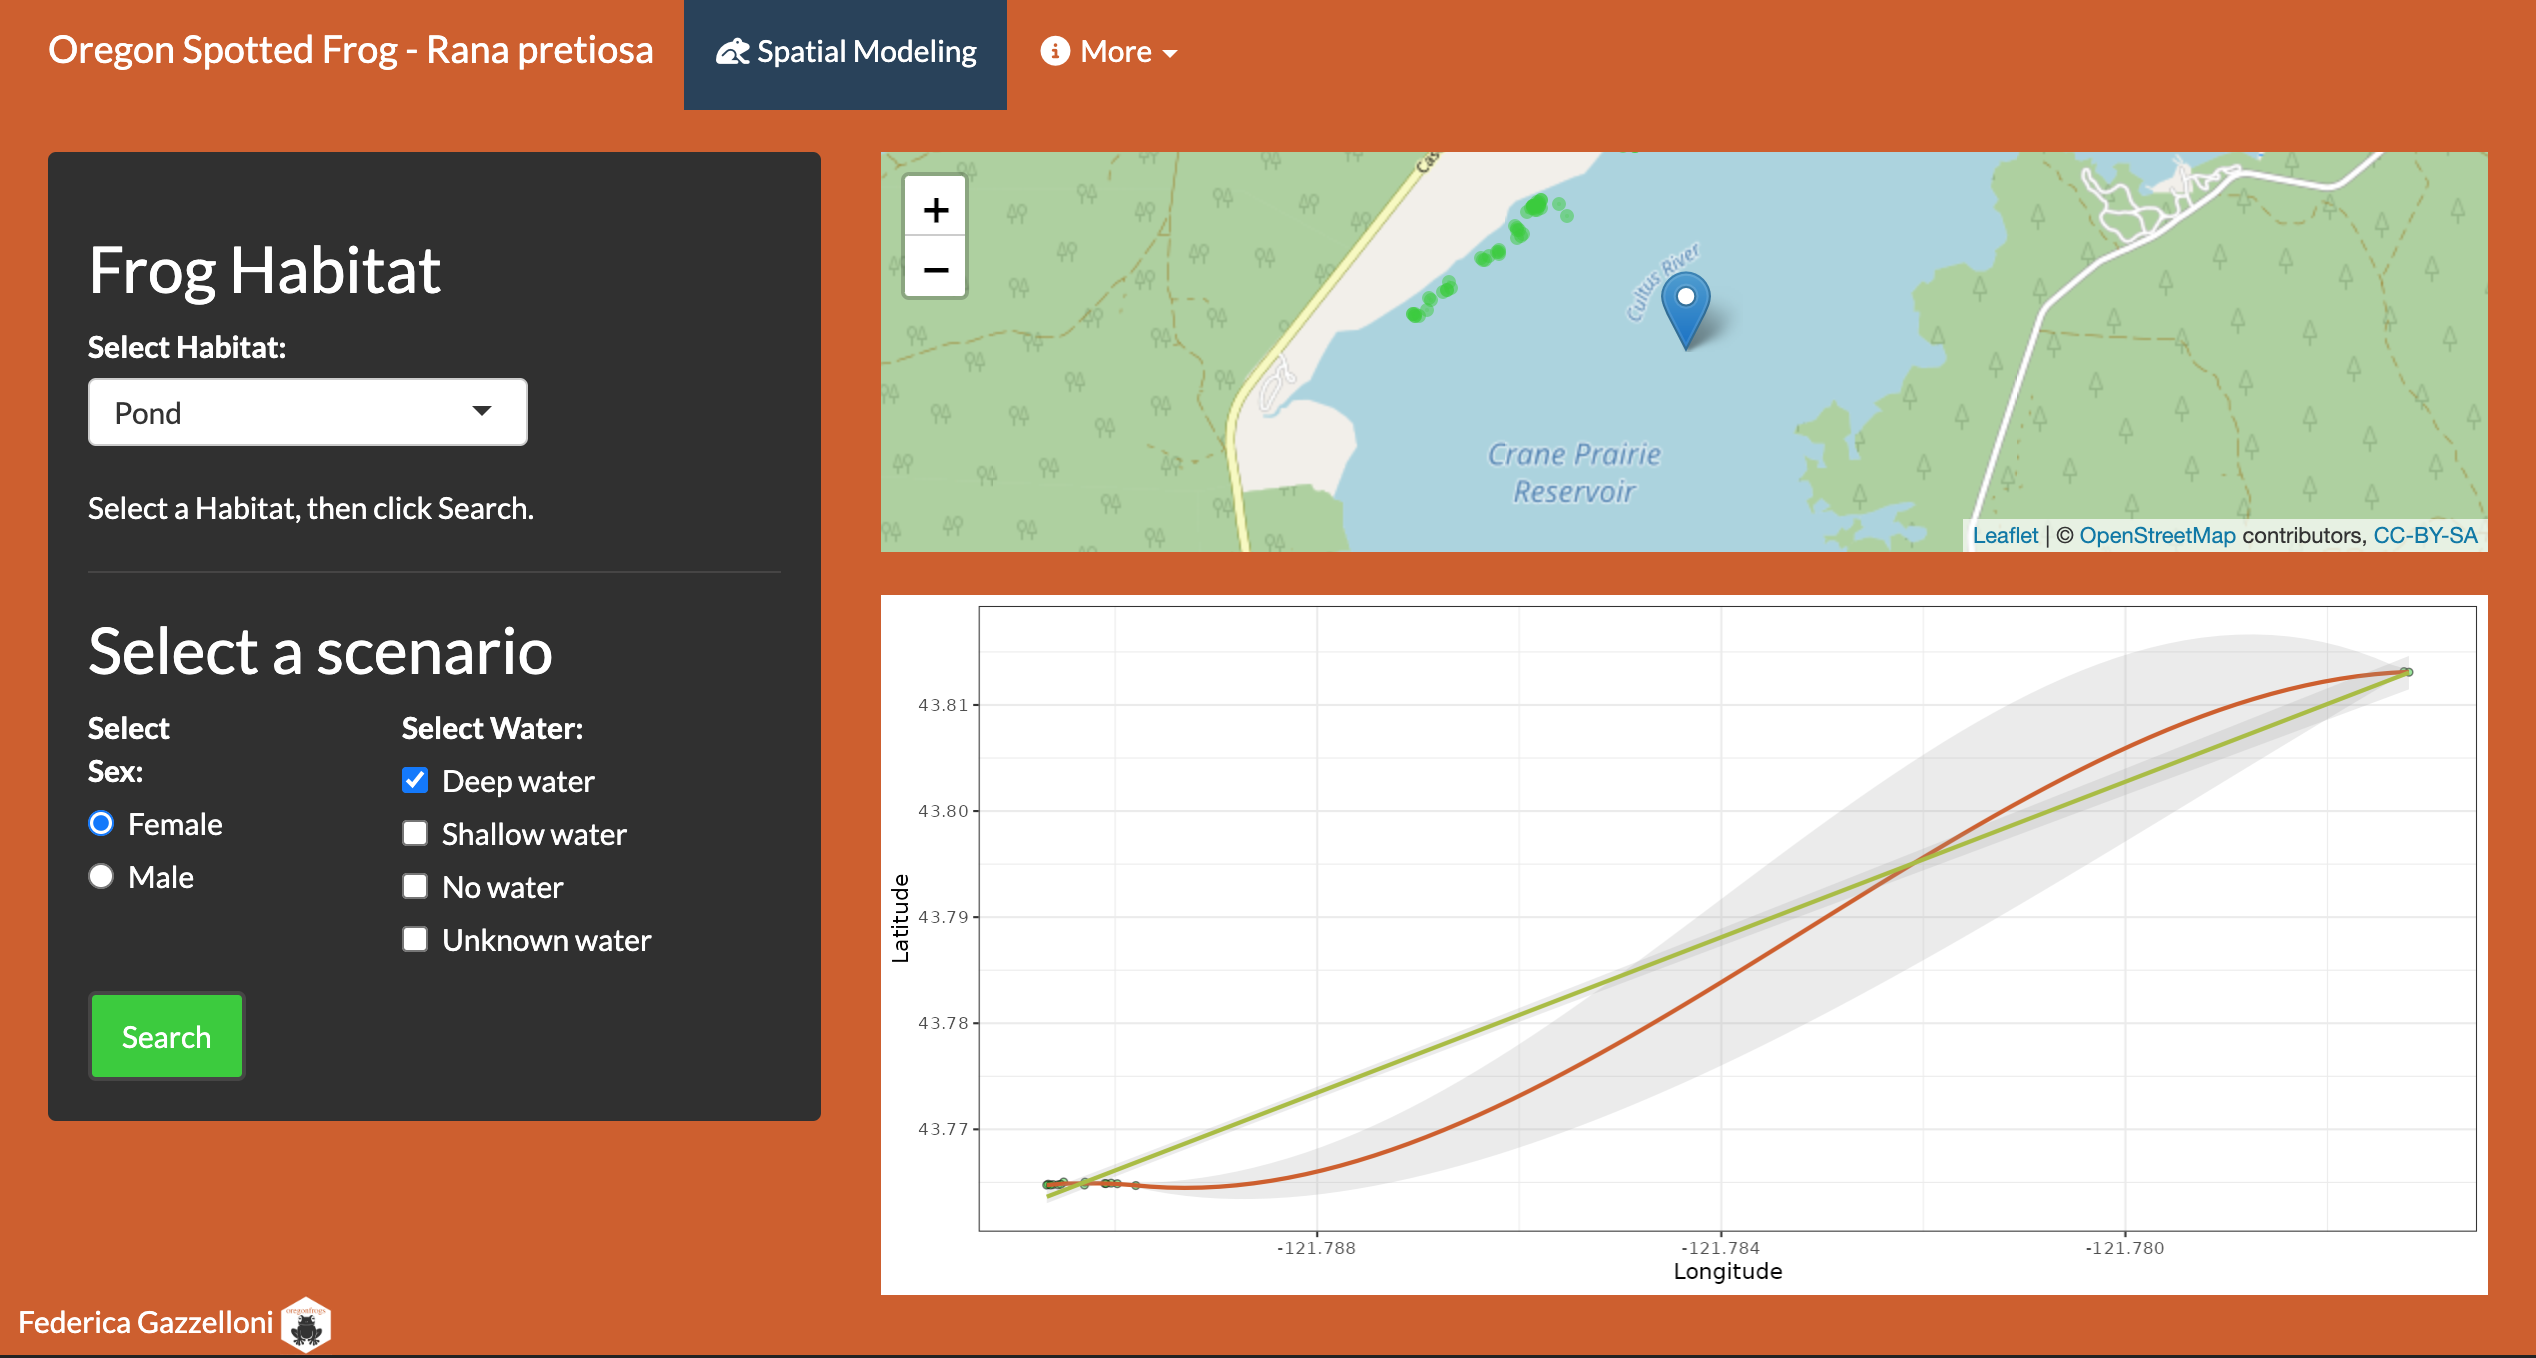 Oregon Spotted Frog - Rana pretiosa
Spatial Modeling
More
Frog Habitat
Select Habitat:
Pond
Select a Habitat, then click Search.
Select a scenario
Select
Sex:
Female
Male
Select Water:
Deep water
Shallow water
No water
Unknown water
Search
+
−
Cas
Cultus River
Crane Prairie
Reservoir
Leaflet | © OpenStreetMap contributors, CC-BY-SA
Latitude
43.81
43.80
43.79
43.78
43.77
-121.788
-121.784
-121.780
Longitude
Federica Gazzelloni
oregonfrogs